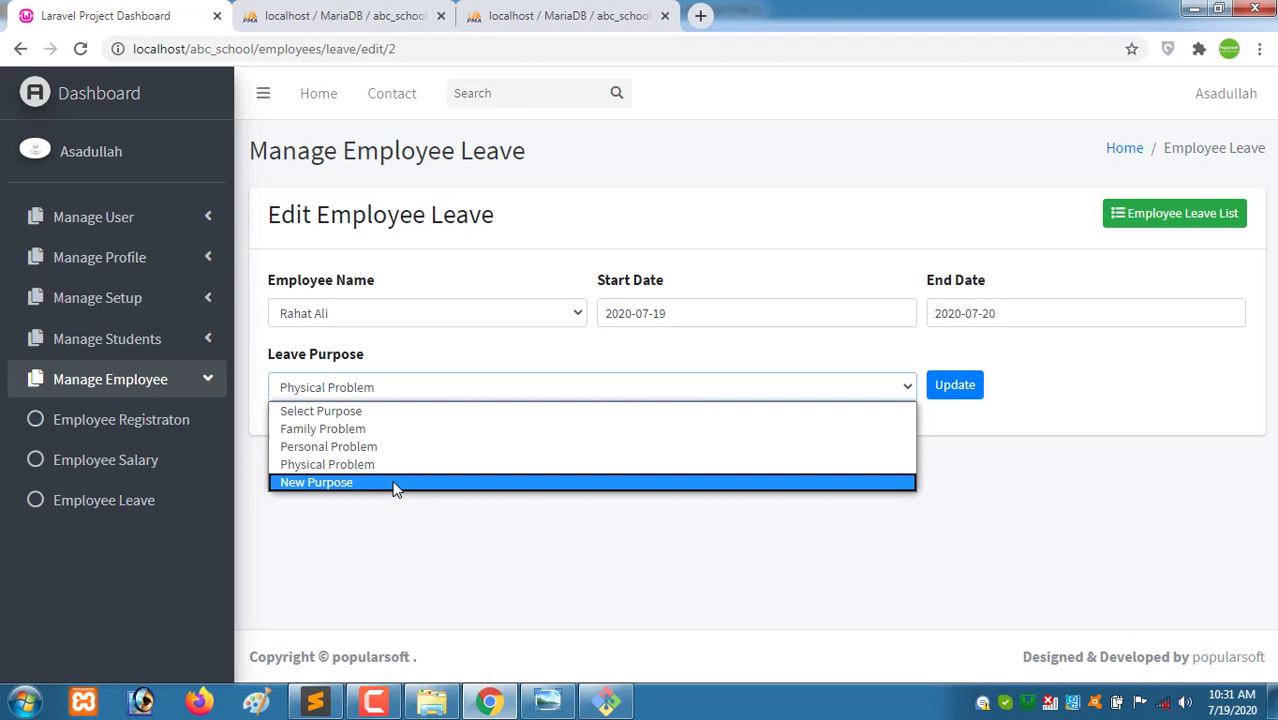 Laravel Project Dashboard
localhost / MariaDB / abc_school
localhost / MariaDB / abc_school
localhost/abc_school/employees/leave/edit/2
Dashboard
Home
Contact
Search
Asadullah
Asadullah
Manage Employee Leave
Home / Employee Leave
Manage User
Manage Profile
Manage Setup
Manage Students
Manage Employee
Employee Registraton
Employee Salary
Employee Leave
Edit Employee Leave
Employee Leave List
Employee Name
Start Date
End Date
Rahat Ali
2020-07-19
2020-07-20
Leave Purpose
Physical Problem
Update
Select Purpose
Family Problem
Personal Problem
Physical Problem
New Purpose
Copyright © popularsoft .
Designed & Developed by popularsoft
10:31 AM
7/19/2020